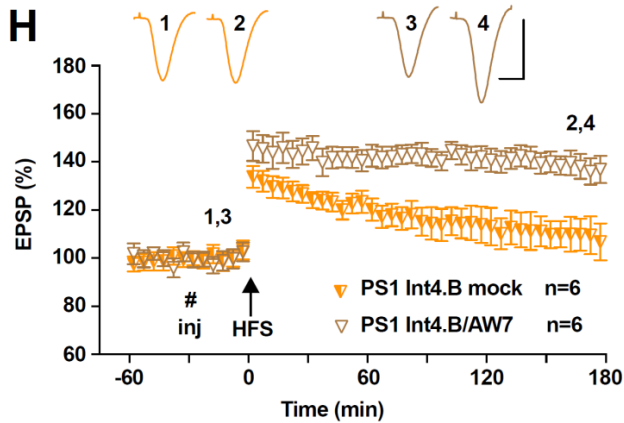 H
1 2 3 4
180
160
140
120
100
80
60
EPSP (%)
2,4
1,3
#
inj
HFS
PS1 Int4.B mock n=6
PS1 Int4.B/AW7 n=6
-60 0 60 120 180
Time (min)